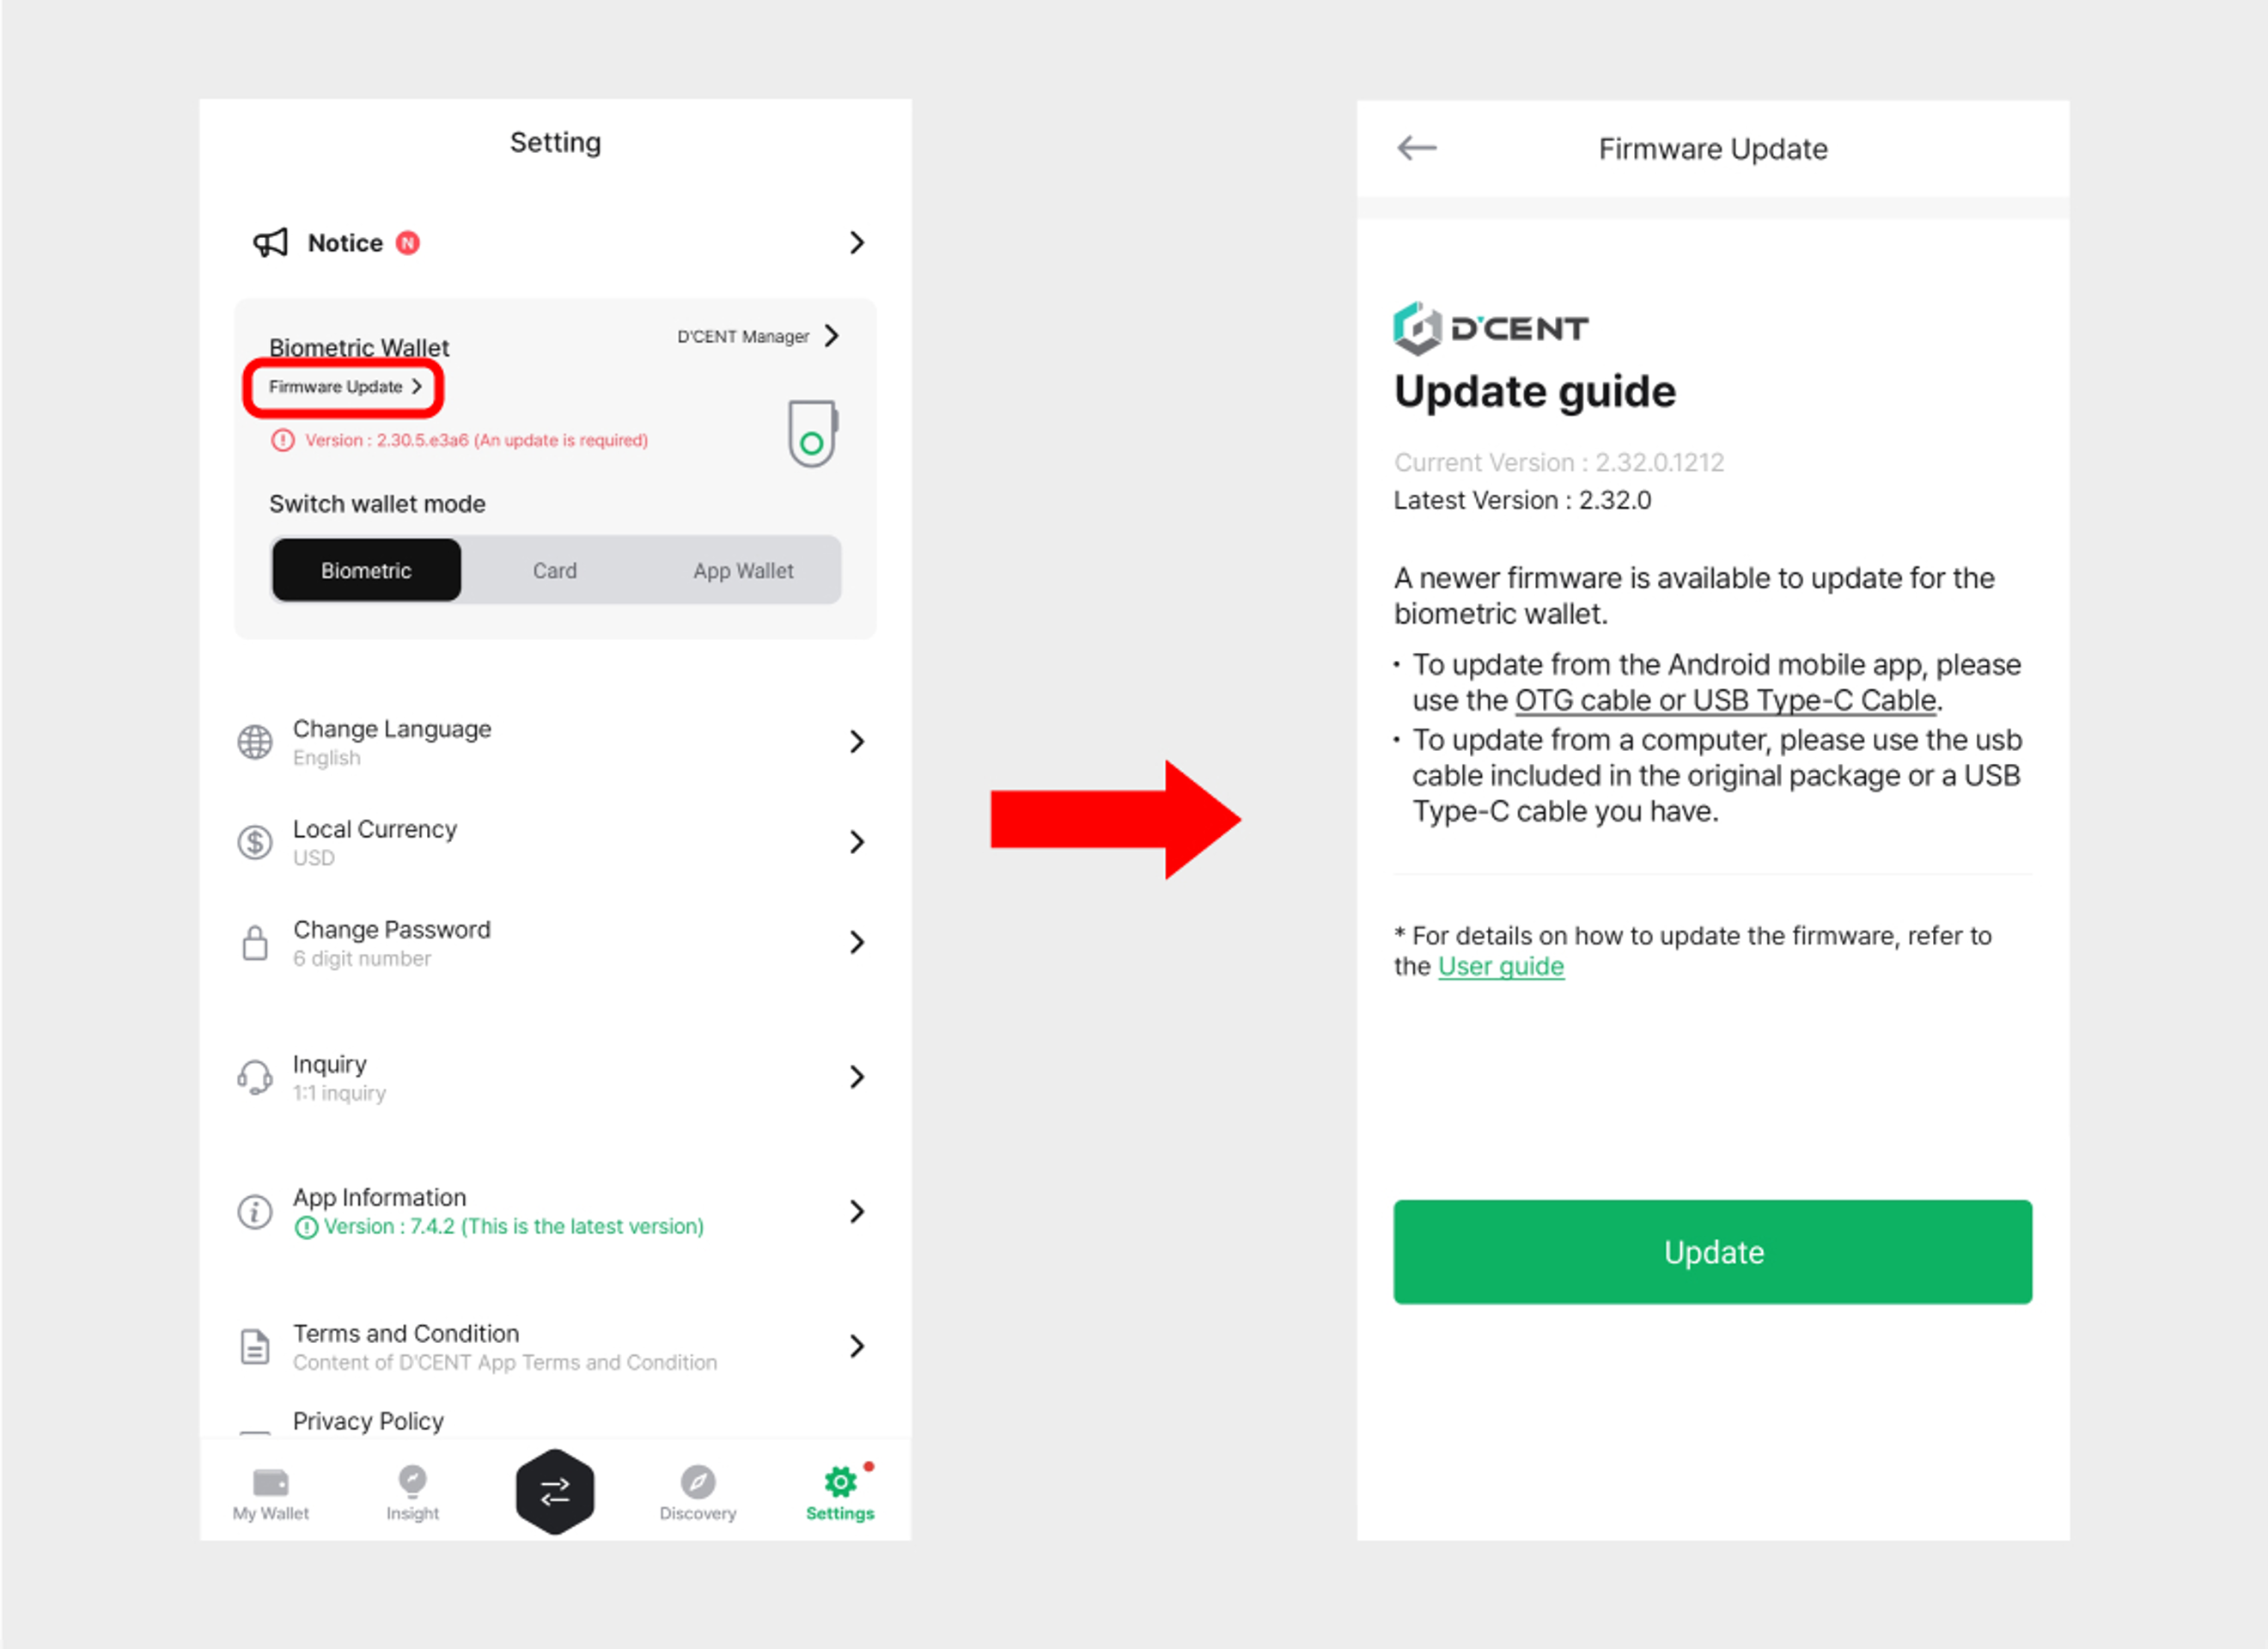 Setting
Notice N
Biometric Wallet
D'CENT Manager
Firmware Update
Version : 2.30.5.e3a6 (An update is required)
Switch wallet mode
Biometric Card App Wallet
Change Language
English
Local Currency
USD
Change Password
6 digit number
Inquiry
1:1 inquiry
App Information
Version : 7.4.2 (This is the latest version)
Terms and Condition
Content of D'CENT App Terms and Condition
Privacy Policy
My Wallet Insight Discovery Settings
Firmware Update
D'CENT
Update guide
Current Version : 2.32.0.1212
Latest Version : 2.32.0
A newer firmware is available to update for the
biometric wallet.
• To update from the Android mobile app, please
use the OTG cable or USB Type-C Cable.
• To update from a computer, please use the usb
cable included in the original package or a USB
Type-C cable you have.
* For details on how to update the firmware, refer to
the User guide
Update